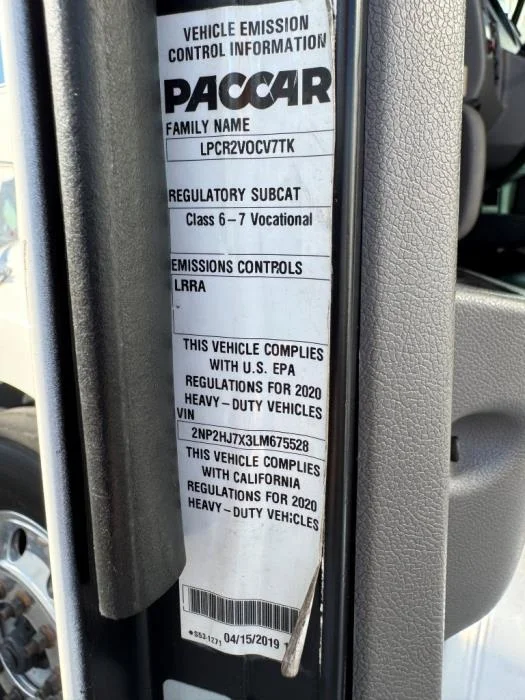 VEHICLE EMISSION
CONTROL INFORMATION
PACCAR
FAMILY NAME
LPCR2VOCV7TK
REGULATORY SUBCAT
Class 6-7 Vocational
EMISSIONS CONTROLS
LRRA
THIS VEHICLE COMPLIES
WITH U.S. EPA
REGULATIONS FOR 2020
HEAVY-DUTY VEHICLES
VIN
2NP2HJ7X3LM675528
THIS VEHICLE COMPLIES
WITH CALIFORNIA
REGULATIONS FOR 2020
HEAVY-DUTY VEHICLES
S53-1271 04/15/2019